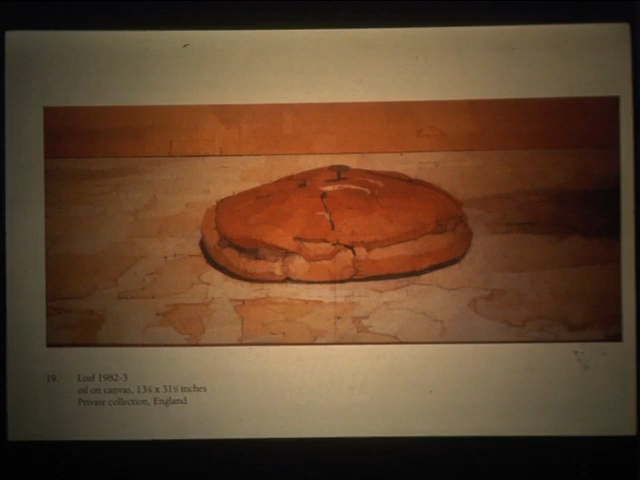 19. Loaf 1982-3
oil on canvas, 13¼ x 31½ inches
Private collection, England